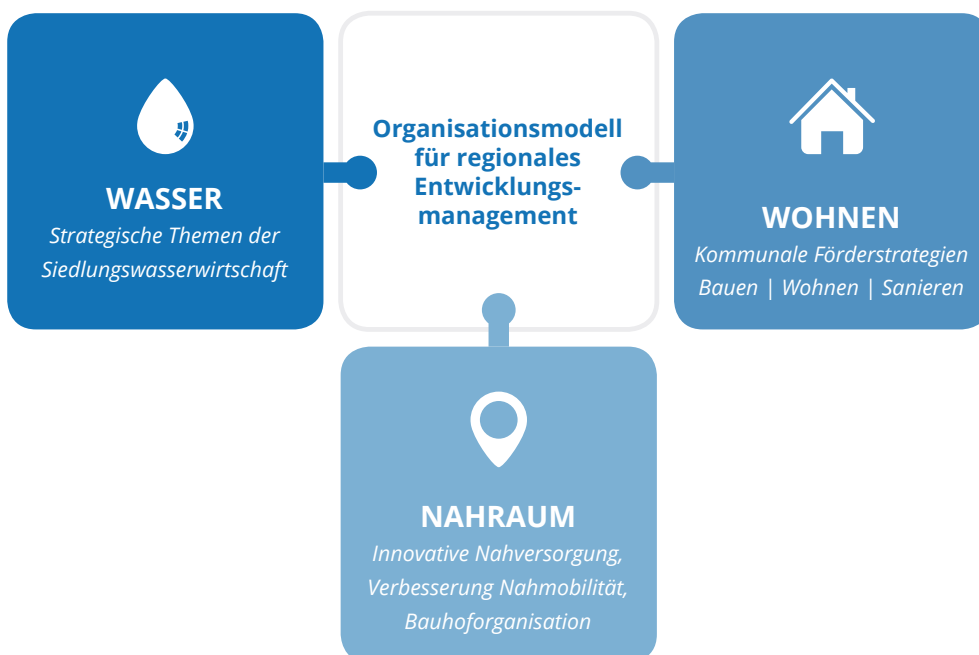 Organisationsmodell
für regionales
Entwicklungs-
management
WASSER
Strategische Themen der
Siedlungswasserwirtschaft
WOHNEN
Kommunale Förderstrategien
Bauen | Wohnen | Sanieren
NAHRAUM
Innovative Nahversorgung,
Verbesserung Nahmobilität,
Bauhoforganisation